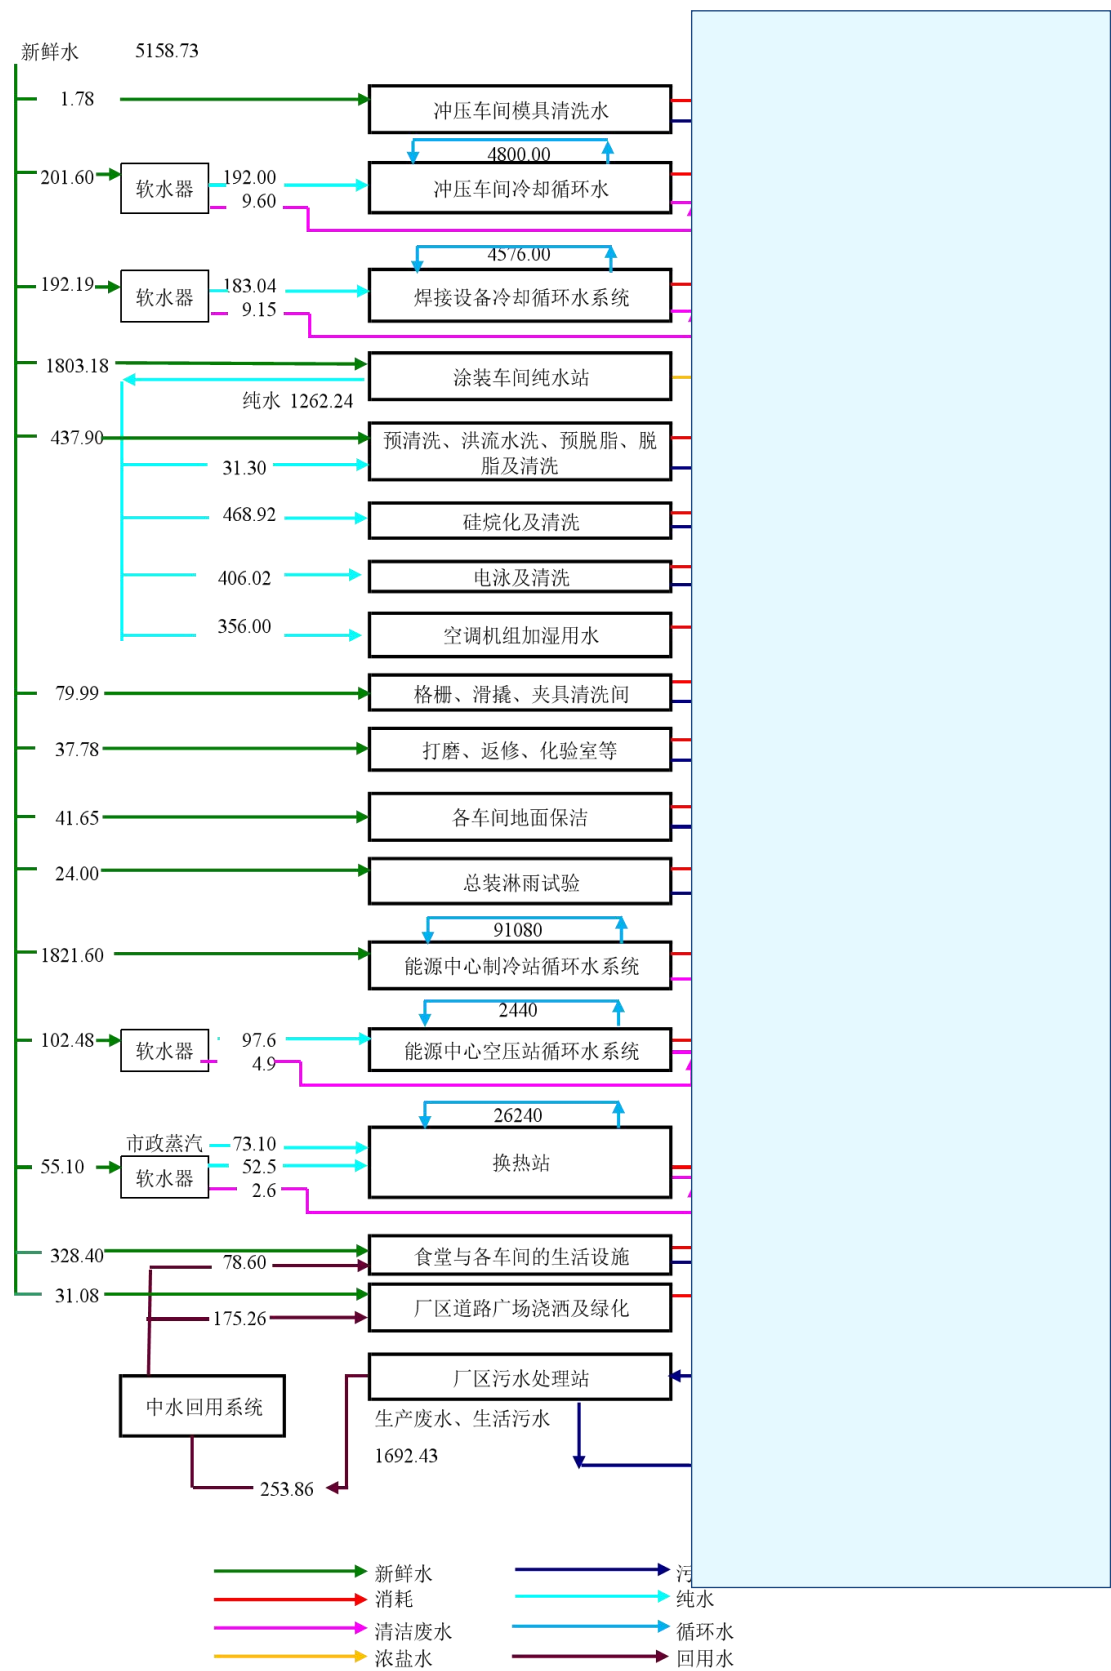 新鲜水 5158.73
1.78 冲压车间模具清洗水
4800.00
201.60 软水器 192.00 冲压车间冷却循环水
9.60
4576.00
192.19 软水器 183.04 焊接设备冷却循环水系统
9.15
1803.18 涂装车间纯水站
纯水 1262.24
437.90 预清洗、洪流水洗、预脱脂、脱
31.30 脂及清洗
468.92 硅烷化及清洗
406.02 电泳及清洗
356.00 空调机组加湿用水
79.99 格栅、滑撬、夹具清洗间
37.78 打磨、返修、化验室等
41.65 各车间地面保洁
24.00 总装淋雨试验
91080
1821.60 能源中心制冷站循环水系统
2440
102.48 软水器 97.6 能源中心空压站循环水系统
4.9
26240
市政蒸汽 73.10
55.10 软水器 52.5 换热站
2.6
328.40 食堂与各车间的生活设施
78.60
31.08 厂区道路广场浇洒及绿化
175.26
厂区污水处理站
中水回用系统 生产废水、生活污水
1692.43
253.86
新鲜水 污
消耗 纯水
清洁废水 循环水
浓盐水 回用水